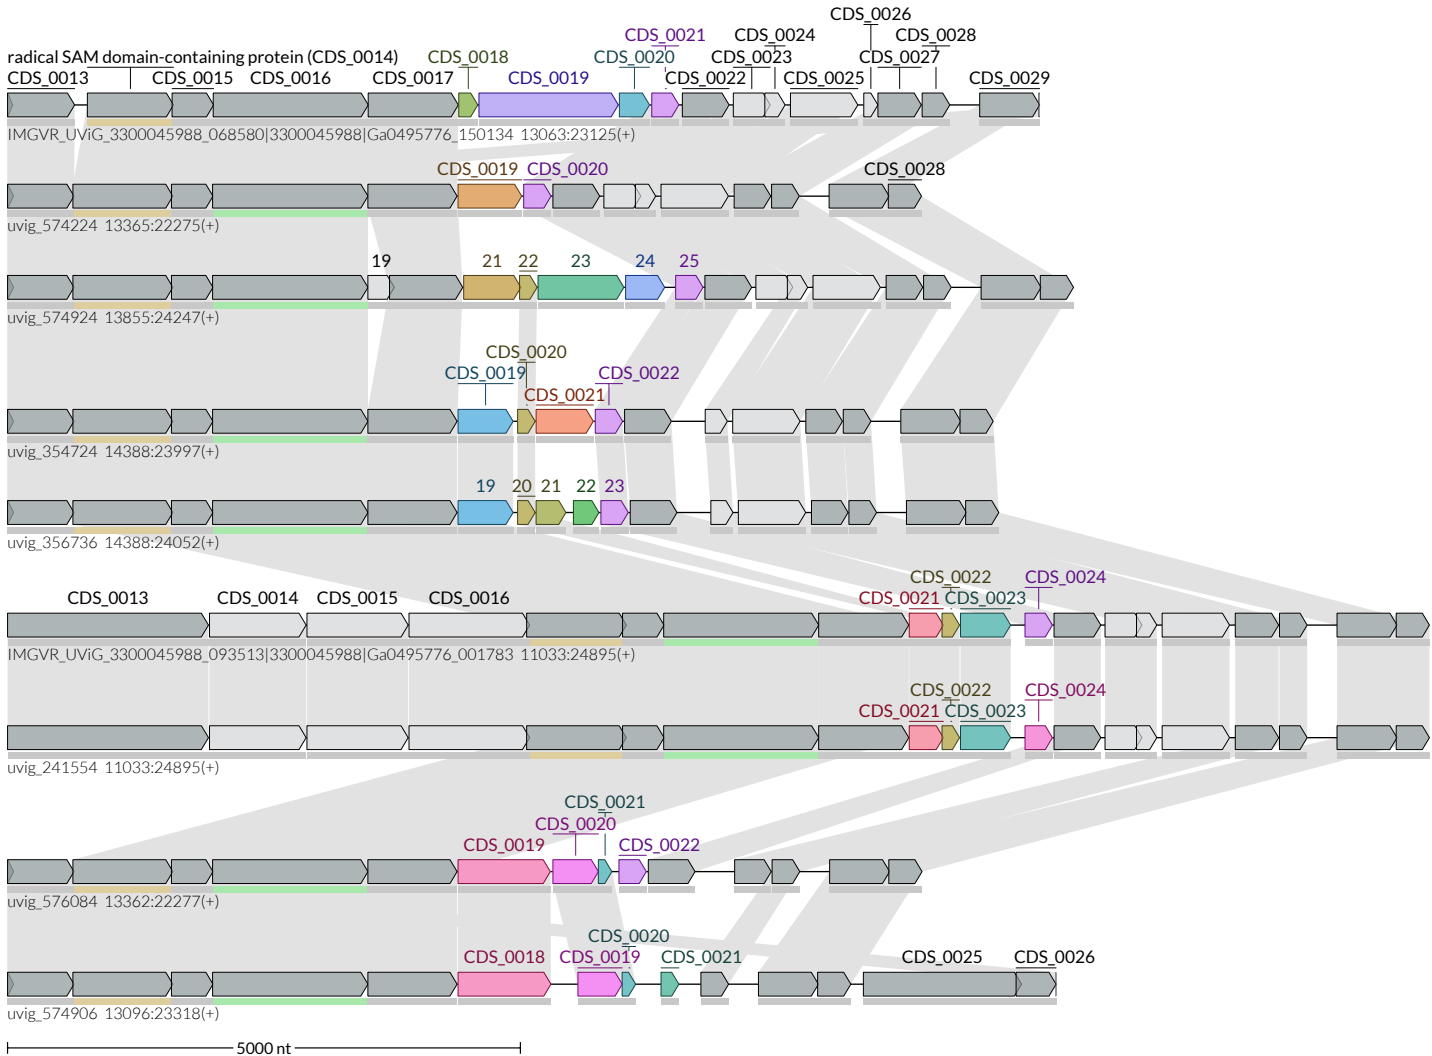 CDS_0026
CDS_0021 CDS_0024 CDS_0028
radical SAM domain-containing protein (CDS_0014) CDS_0018 CDS_0020 CDS_0023 CDS_0027
CDS_0013 CDS_0015 CDS_0016 CDS_0017 CDS_0019 CDS_0022 CDS_0025 CDS_0029
IMGVR_UViG_3300045988_068580|3300045988|Ga0495776_150134 13063:23125(+)
CDS_0019 CDS_0020 CDS_0028
uvig_574224 13365:22275(+)
19 21 22 23 24 25
uvig_574924 13855:24247(+)
CDS_0020
CDS_0019 CDS_0022
CDS_0021
uvig_354724 14388:23997(+)
19 20 21 22 23
uvig_356736 14388:24052(+)
CDS_0022 CDS_0024
CDS_0013 CDS_0014 CDS_0015 CDS_0016 CDS_0021 CDS_0023
IMGVR_UViG_3300045988_093513|3300045988|Ga0495776_001783 11033:24895(+)
CDS_0022 CDS_0024
CDS_0021 CDS_0023
uvig_241554 11033:24895(+)
CDS_0021
CDS_0020
CDS_0019 CDS_0022
uvig_576084 13362:22277(+)
CDS_0020
CDS_0018 CDS_0019 CDS_0021 CDS_0025 CDS_0026
uvig_574906 13096:23318(+)
5000 nt